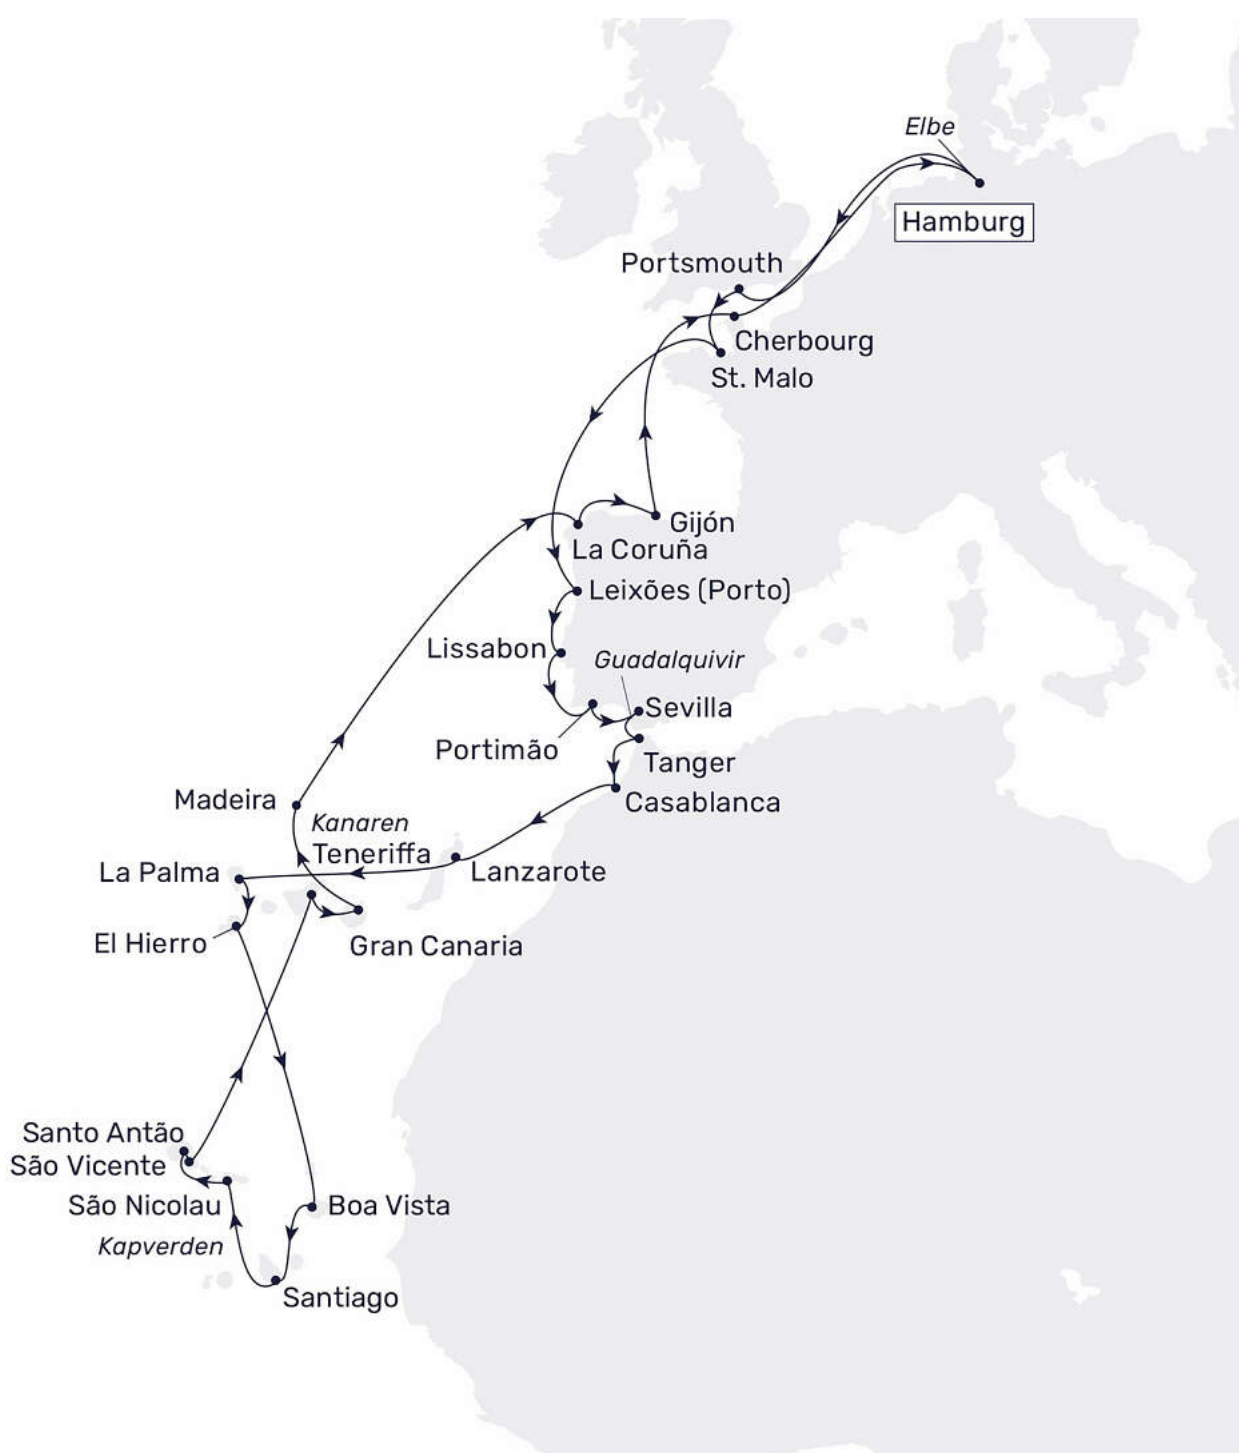 Elbe
Hamburg
Portsmouth
Cherbourg
St. Malo
Gijón
La Coruña
Leixões (Porto)
Lissabon
Guadalquivir
Sevilla
Portimão
Tanger
Casablanca
Madeira
Kanaren
Teneriffa
La Palma
Lanzarote
El Hierro
Gran Canaria
Santo Antão
São Vicente
São Nicolau
Boa Vista
Kapverden
Santiago